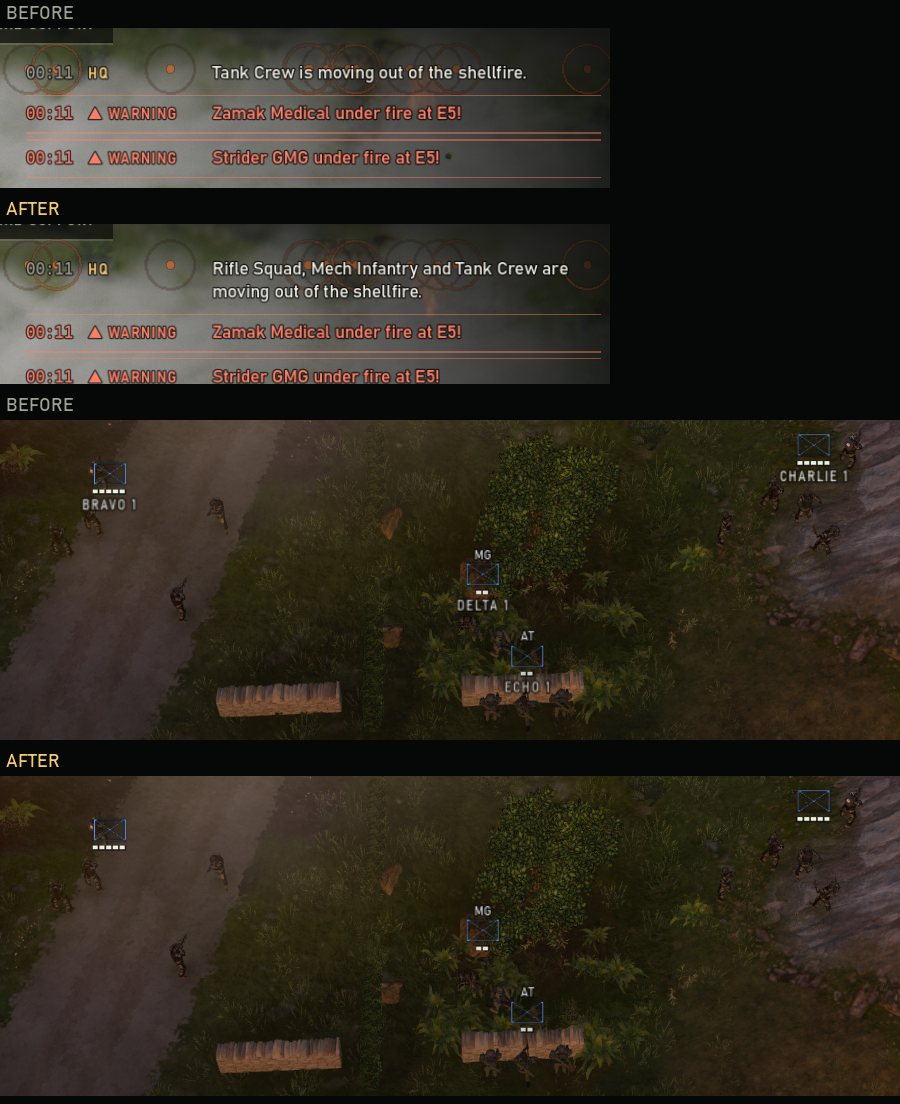 BEFORE
00:11 HQ Tank Crew is moving out of the shellfire.
00:11 WARNING Zamak Medical under fire at E5!
00:11 WARNING Strider GMG under fire at E5!
AFTER
00:11 HQ Rifle Squad, Mech Infantry and Tank Crew are
moving out of the shellfire.
00:11 WARNING Zamak Medical under fire at E5!
00:11 WARNING Strider GMG under fire at E5!
BEFORE
BRAVO 1
CHARLIE 1
MG
DELTA 1
AT
ECHO 1
AFTER
MG
AT